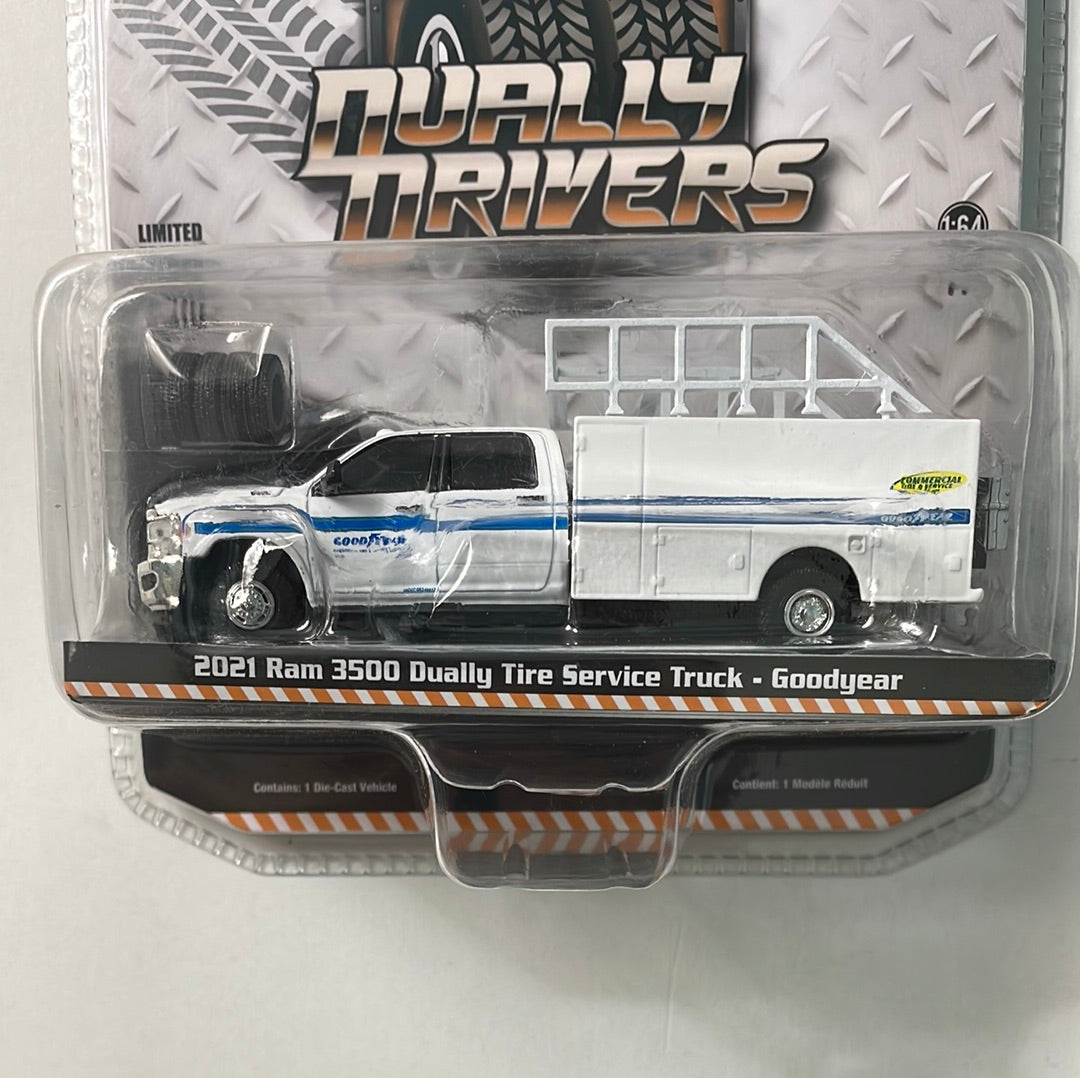 DUALLY
DRIVERS
LIMITED
1:64
COMMERCIAL
TIRE & SERVICE
GOODYEAR
GOODYEAR
2021 Ram 3500 Dually Tire Service Truck - Goodyear
Contains: 1 Die-Cast Vehicle
Contient: 1 Modèle Réduit